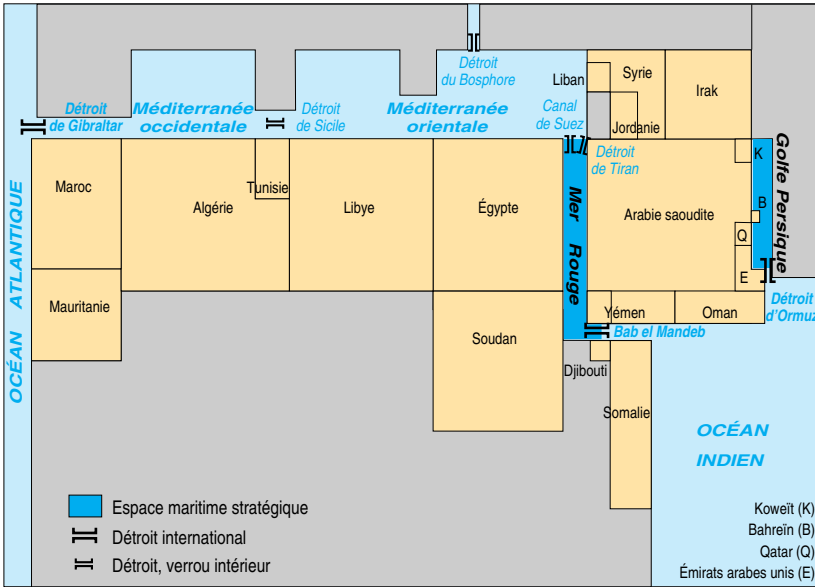 Détroit
du Bosphore
Liban
Syrie
Irak
Détroit
de Gibraltar
Méditerranée
occidentale
Détroit
de Sicile
Méditerranée
orientale
Canal
de Suez
Jordanie
Détroit
de Tiran
Maroc
Algérie
Tunisie
Libye
Égypte
Mer Rouge
Arabie saoudite
K
B
Q
E
Golfe Persique
OCÉAN ATLANTIQUE
Mauritanie
Soudan
Yémen
Oman
Détroit
d'Ormuz
Bab el Mandeb
Djibouti
Somalie
OCÉAN
INDIEN
Espace maritime stratégique
Détroit international
Détroit, verrou intérieur
Koweït (K)
Bahreïn (B)
Qatar (Q)
Émirats arabes unis (E)